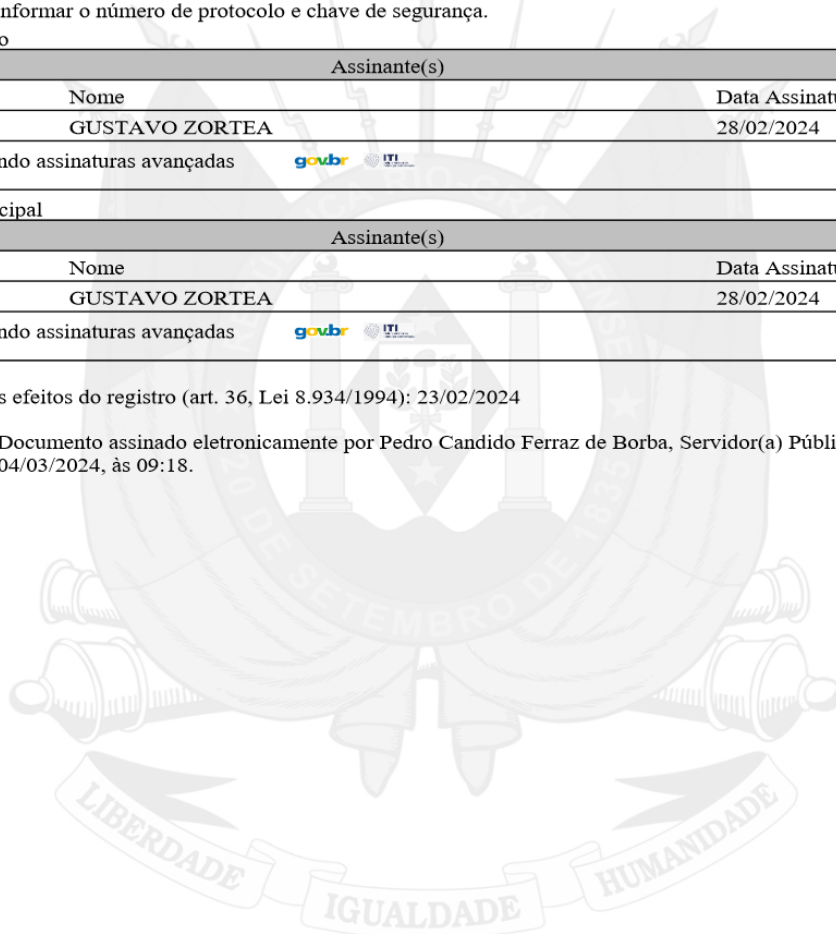 nformar o número de protocolo e chave de segurança.
o
Assinante(s)
Nome Data Assinatu
GUSTAVO ZORTEA 28/02/2024
ndo assinaturas avançadas gov.br ITI
cipal
Assinante(s)
Nome Data Assinatu
GUSTAVO ZORTEA 28/02/2024
ndo assinaturas avançadas gov.br ITI
s efeitos do registro (art. 36, Lei 8.934/1994): 23/02/2024
Documento assinado eletronicamente por Pedro Candido Ferraz de Borba, Servidor(a) Públi
04/03/2024, às 09:18.
20 DE SETEMBRO DE 1835
LIBERDADE IGUALDADE HUMANIDADE